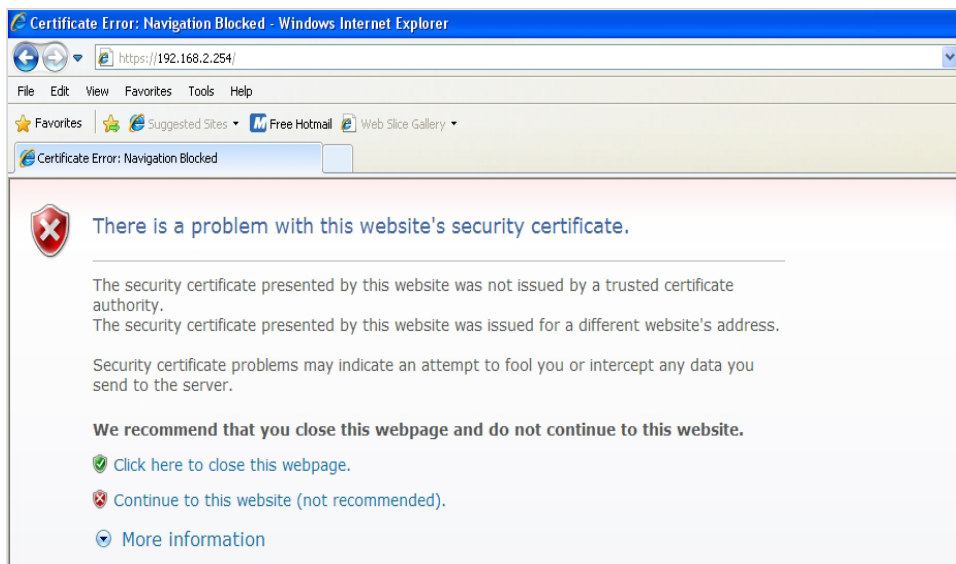 Certificate Error: Navigation Blocked - Windows Internet Explorer
https://192.168.2.254/
File Edit View Favorites Tools Help
Favorites Suggested Sites Free Hotmail Web Slice Gallery
Certificate Error: Navigation Blocked
There is a problem with this website's security certificate.
The security certificate presented by this website was not issued by a trusted certificate
authority.
The security certificate presented by this website was issued for a different website's address.
Security certificate problems may indicate an attempt to fool you or intercept any data you
send to the server.
We recommend that you close this webpage and do not continue to this website.
Click here to close this webpage.
Continue to this website (not recommended).
More information